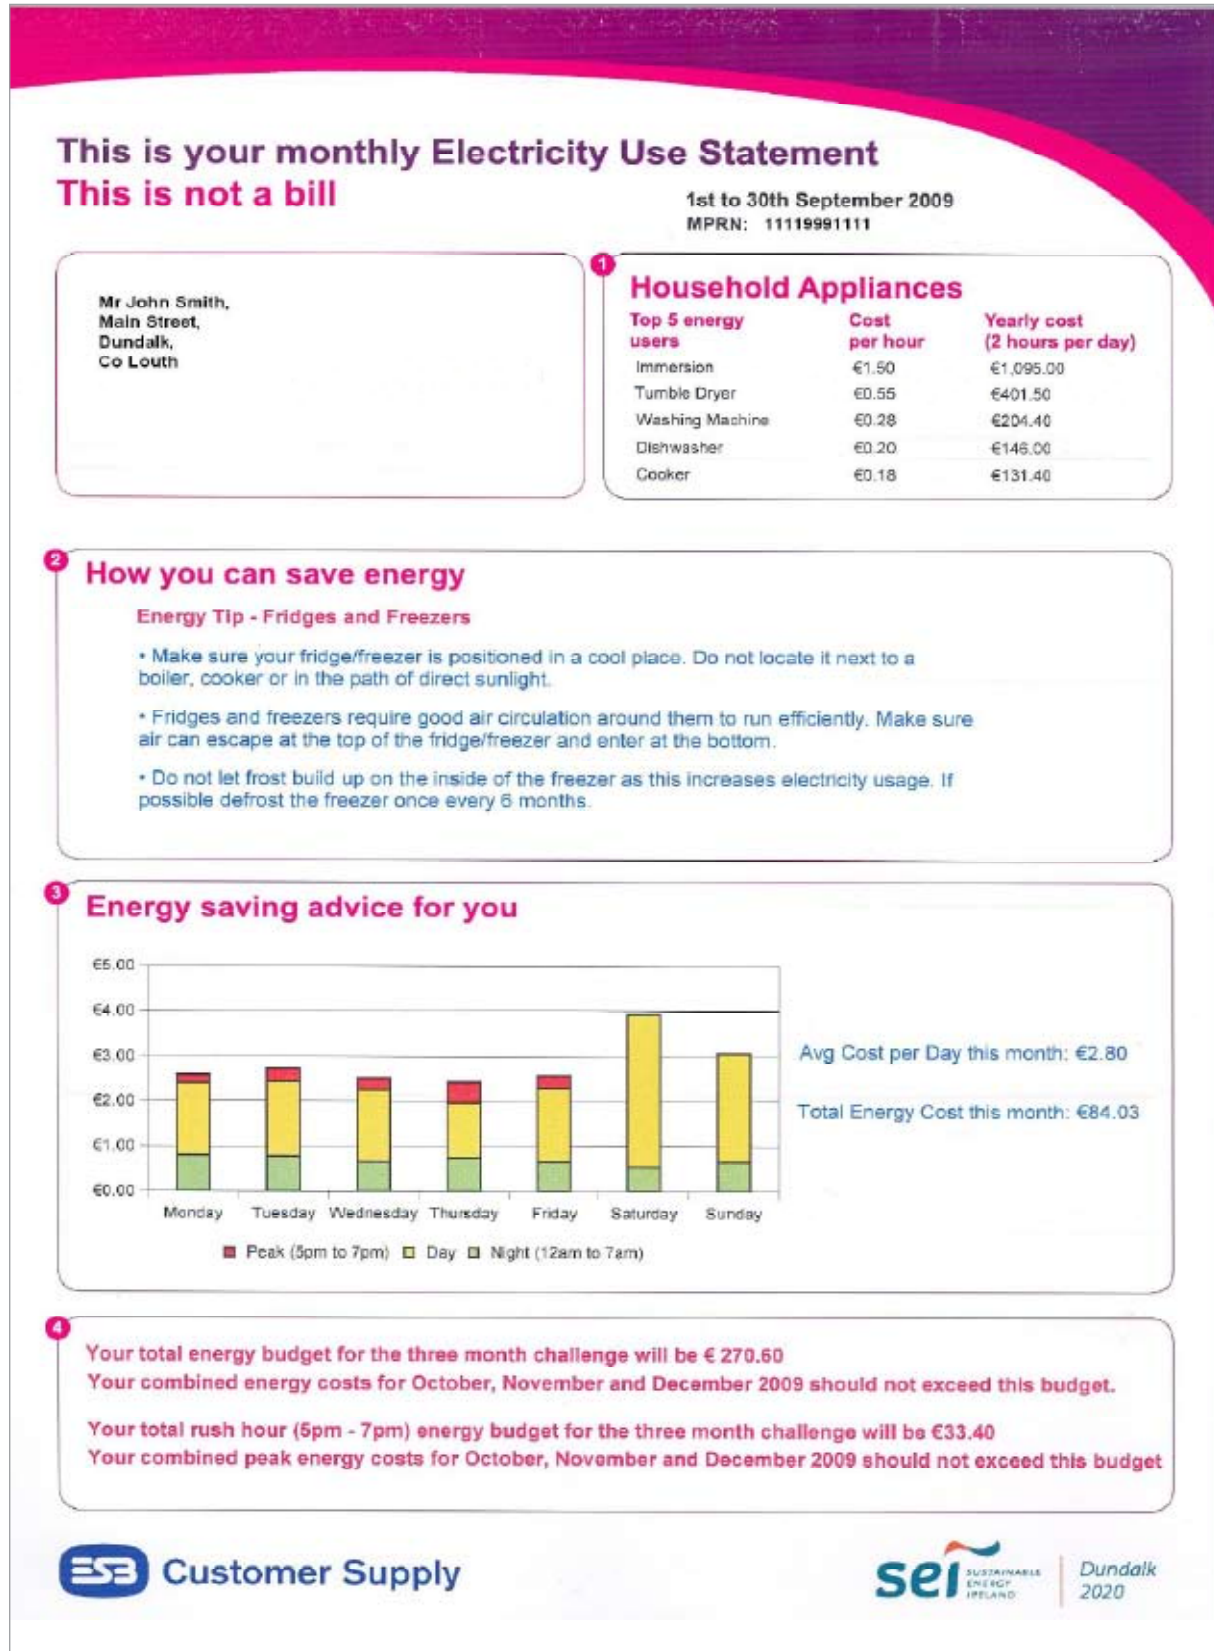 This is your monthly Electricity Use Statement
This is not a bill
1st to 30th September 2009
MPRN: 11119991111
Mr John Smith,
Main Street,
Dundalk,
Co Louth
1
Household Appliances
Top 5 energy users Cost per hour Yearly cost (2 hours per day)
Immersion €1.50 €1,095.00
Tumble Dryer €0.55 €401.50
Washing Machine €0.28 €204.40
Dishwasher €0.20 €146.00
Cooker €0.18 €131.40
2
How you can save energy
Energy Tip - Fridges and Freezers
• Make sure your fridge/freezer is positioned in a cool place. Do not locate it next to a
boiler, cooker or in the path of direct sunlight.
• Fridges and freezers require good air circulation around them to run efficiently. Make sure
air can escape at the top of the fridge/freezer and enter at the bottom.
• Do not let frost build up on the inside of the freezer as this increases electricity usage. If
possible defrost the freezer once every 6 months.
3
Energy saving advice for you
€5.00
€4.00
€3.00
€2.00
€1.00
€0.00
Monday Tuesday Wednesday Thursday Friday Saturday Sunday
Peak (5pm to 7pm) Day Night (12am to 7am)
Avg Cost per Day this month: €2.80
Total Energy Cost this month: €84.03
4
Your total energy budget for the three month challenge will be € 270.60
Your combined energy costs for October, November and December 2009 should not exceed this budget.
Your total rush hour (5pm - 7pm) energy budget for the three month challenge will be €33.40
Your combined peak energy costs for October, November and December 2009 should not exceed this budget
ESB Customer Supply
sei SUSTAINABLE ENERGY IRELAND
Dundalk
2020